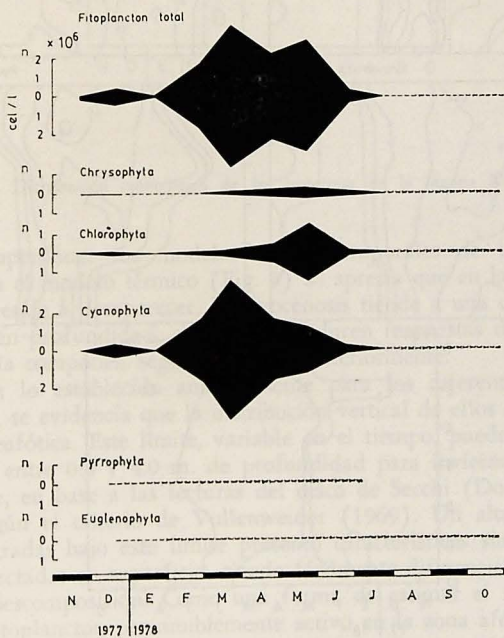 Fitoplancton total
n
x 10⁶
cel / l
2
1
0
1
2
Chrysophyta
n
1
0
1
Chlorophyta
n
1
0
1
Cyanophyta
n
2
1
0
1
2
Pyrrophyta
n
1
0
1
Euglenophyta
n
1
0
1
N D E F M A M J J A S O
1977 1978